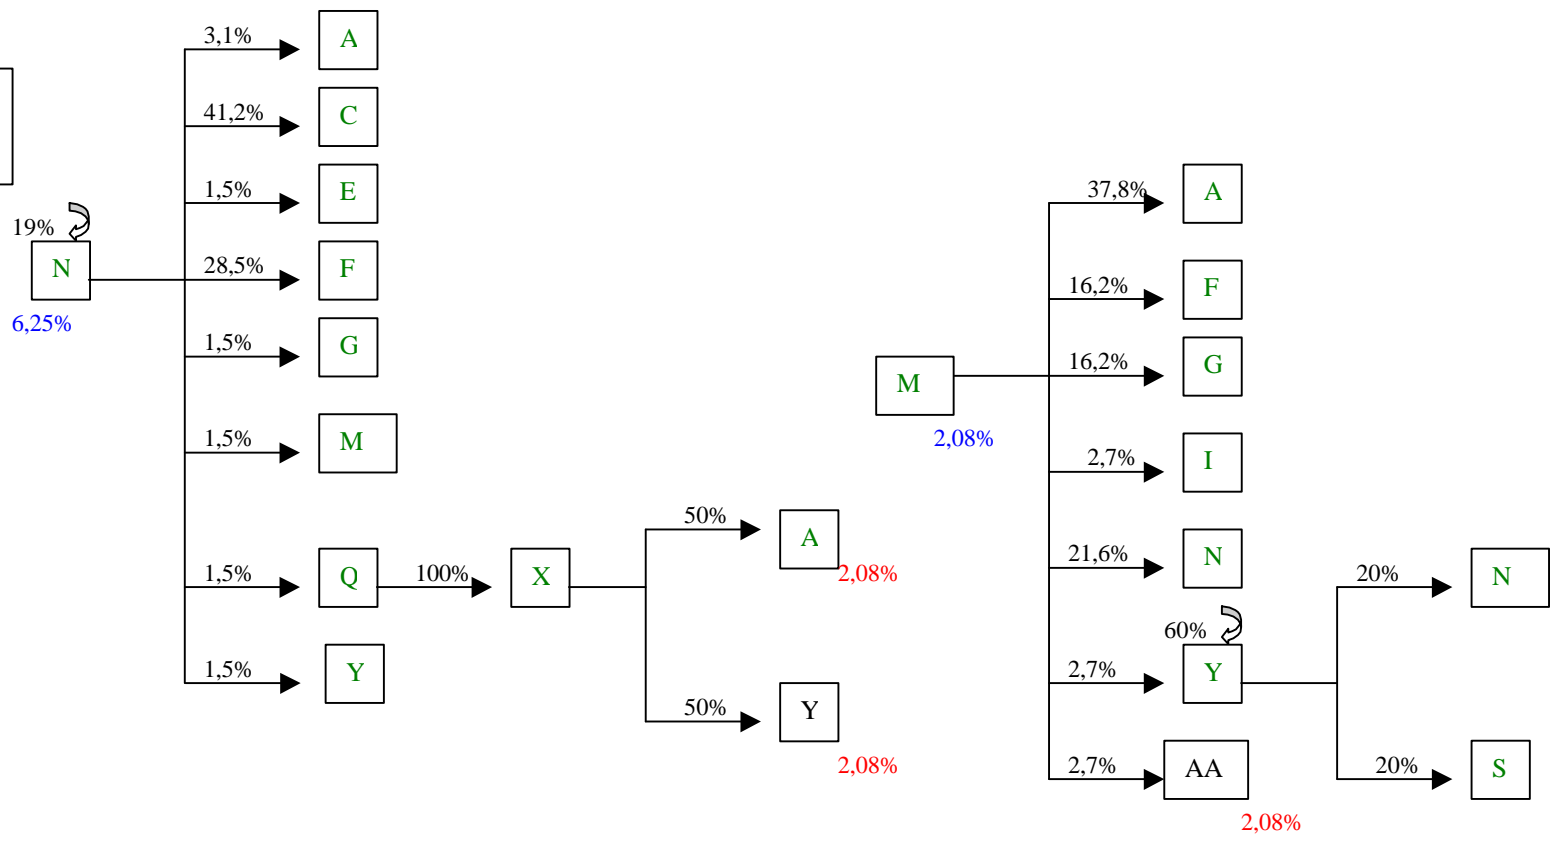 3,1%
A
41,2%
C
1,5%
E
19%
N
6,25%
28,5%
F
1,5%
G
1,5%
M
1,5%
Q
100%
X
50%
A
2,08%
50%
Y
2,08%
1,5%
Y
M
2,08%
37,8%
A
16,2%
F
16,2%
G
2,7%
I
21,6%
N
60%
2,7%
Y
20%
N
20%
S
2,7%
AA
2,08%